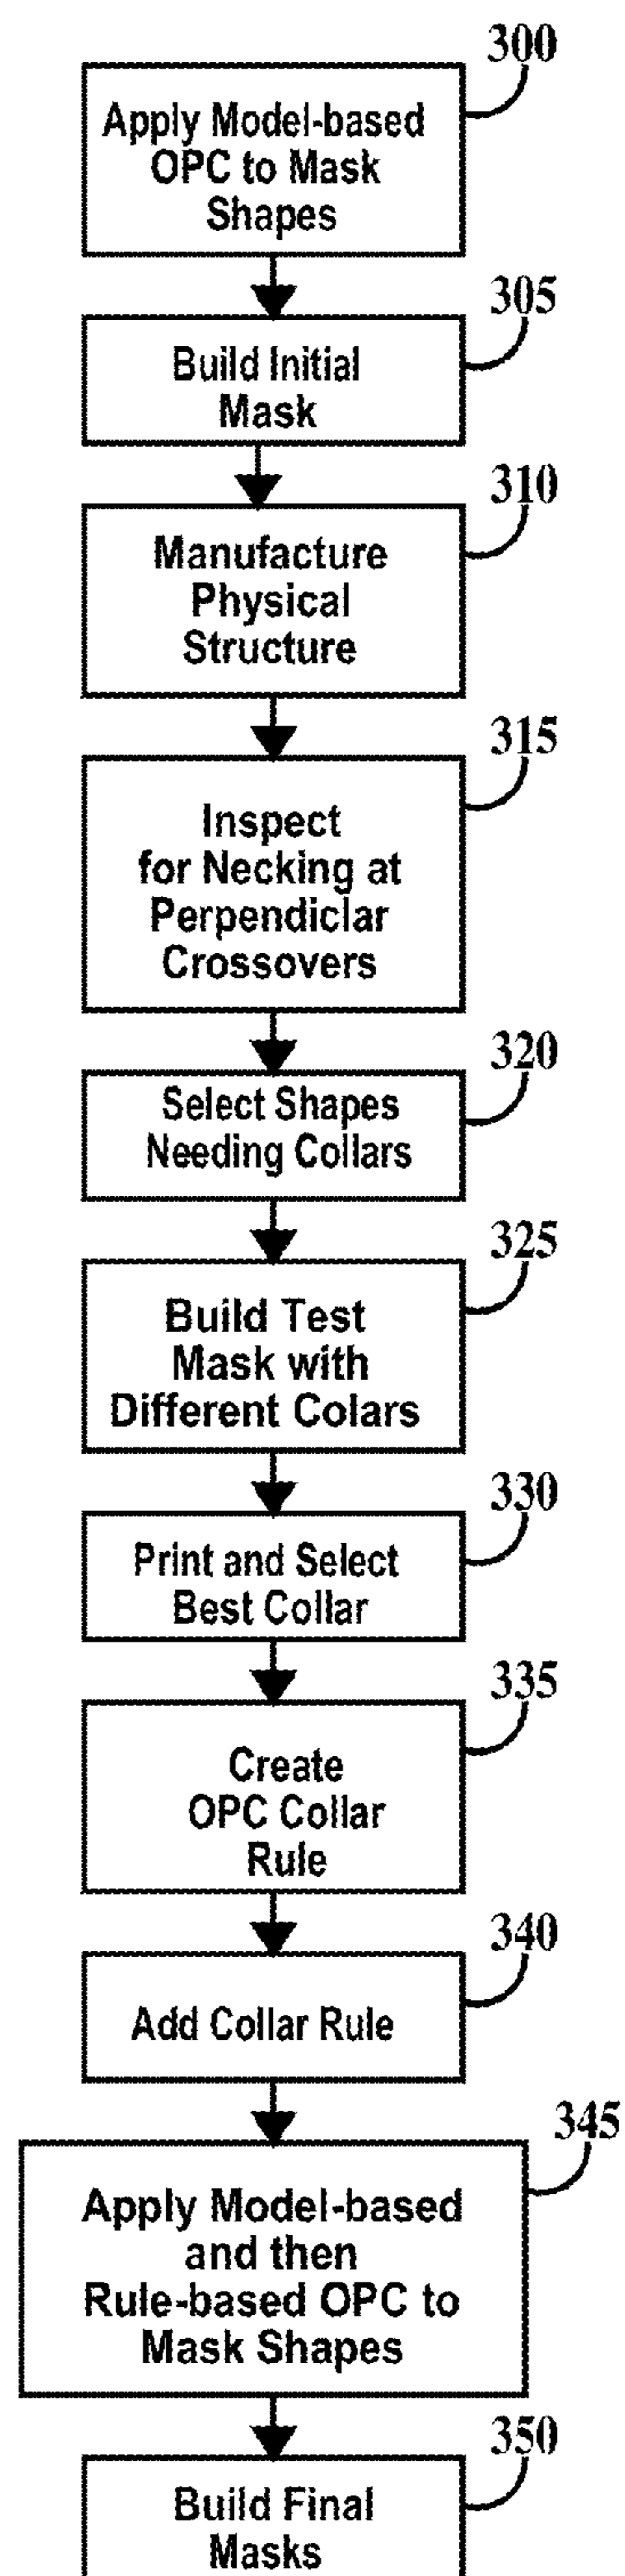 300
Apply Model-based
OPC to Mask
Shapes
305
Build Initial
Mask
310
Manufacture
Physical
Structure
315
Inspect
for Necking at
Perpendiclar
Crossovers
320
Select Shapes
Needing Collars
325
Build Test
Mask with
Different Colars
330
Print and Select
Best Collar
335
Create
OPC Collar
Rule
340
Add Collar Rule
345
Apply Model-based
and then
Rule-based OPC to
Mask Shapes
350
Build Final
Masks